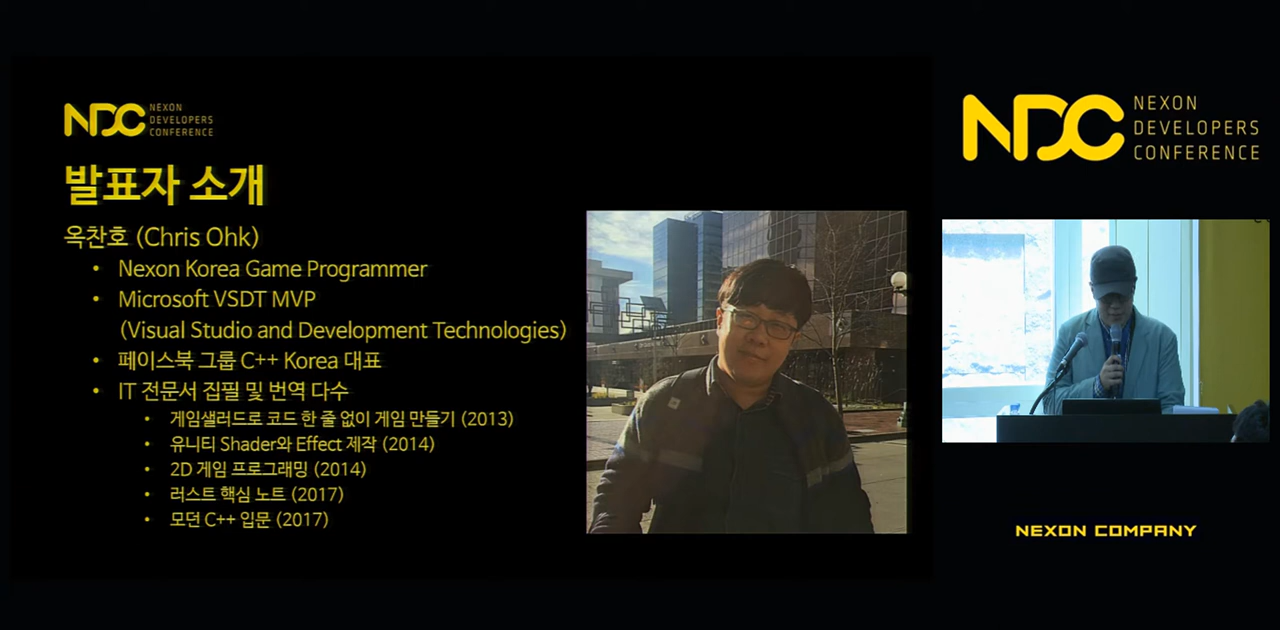 NDC NEXON
DEVELOPERS
CONFERENCE
발표자 소개
옥찬호 (Chris Ohk)
• Nexon Korea Game Programmer
• Microsoft VSDT MVP
(Visual Studio and Development Technologies)
• 페이스북 그룹 C++ Korea 대표
• IT 전문서 집필 및 번역 다수
• 게임샐러드로 코드 한 줄 없이 게임 만들기 (2013)
• 유니티 Shader와 Effect 제작 (2014)
• 2D 게임 프로그래밍 (2014)
• 러스트 핵심 노트 (2017)
• 모던 C++ 입문 (2017)
NDC NEXON
DEVELOPERS
CONFERENCE
NEXON COMPANY